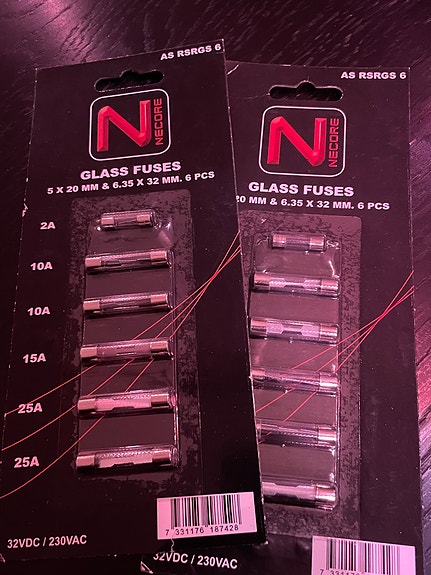 AS RSRGS 6
N
NECORE
GLASS FUSES
5 X 20 MM & 6.35 X 32 MM. 6 PCS
2A
10A
10A
15A
25A
25A
7 331176 187428
32VDC / 230VAC
AS RSRGS 6
N
NECORE
GLASS FUSES
20 MM & 6.35 X 32 MM. 6 PCS
32VDC / 230VAC